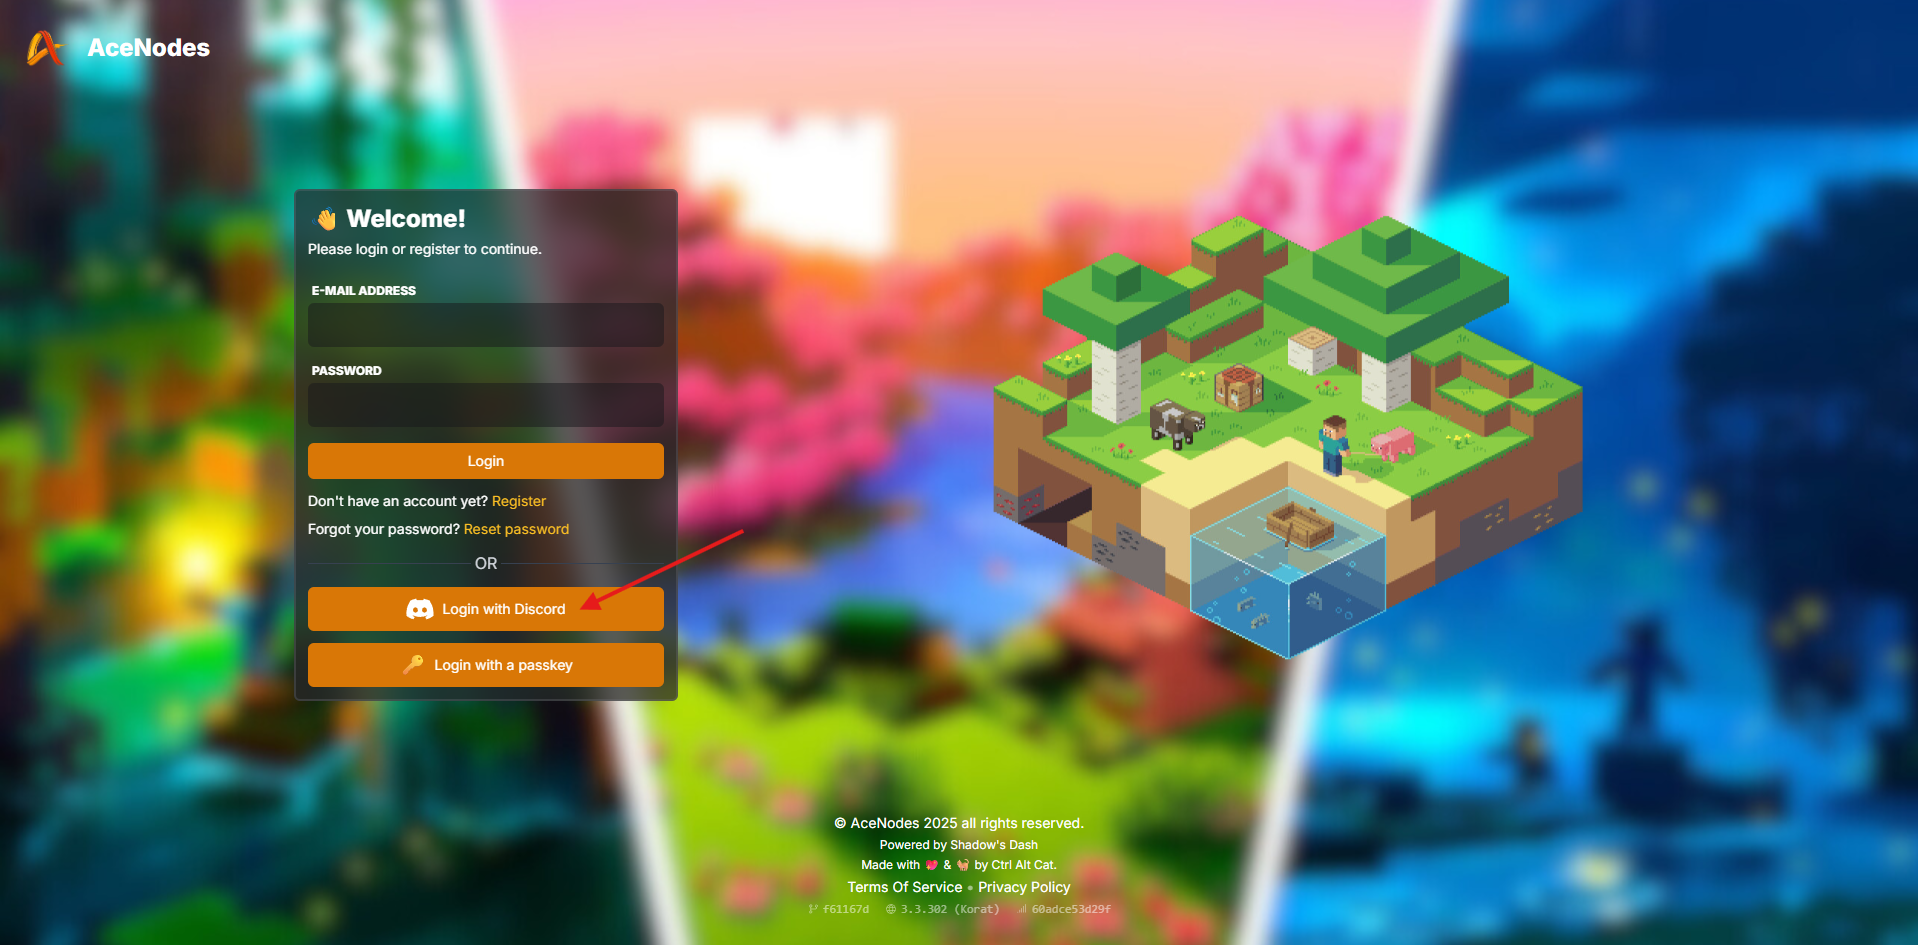 AceNodes
👋 Welcome!
Please login or register to continue.
E-MAIL ADDRESS
PASSWORD
Login
Don't have an account yet? Register
Forgot your password? Reset password
OR
Login with Discord
🔑 Login with a passkey
© AceNodes 2025 all rights reserved.
Powered by Shadow's Dash
Made with 💖 & 🐈 by Ctrl Alt Cat.
Terms Of Service • Privacy Policy
f61167d 3.3.302 (Korat) 60adce53d29f